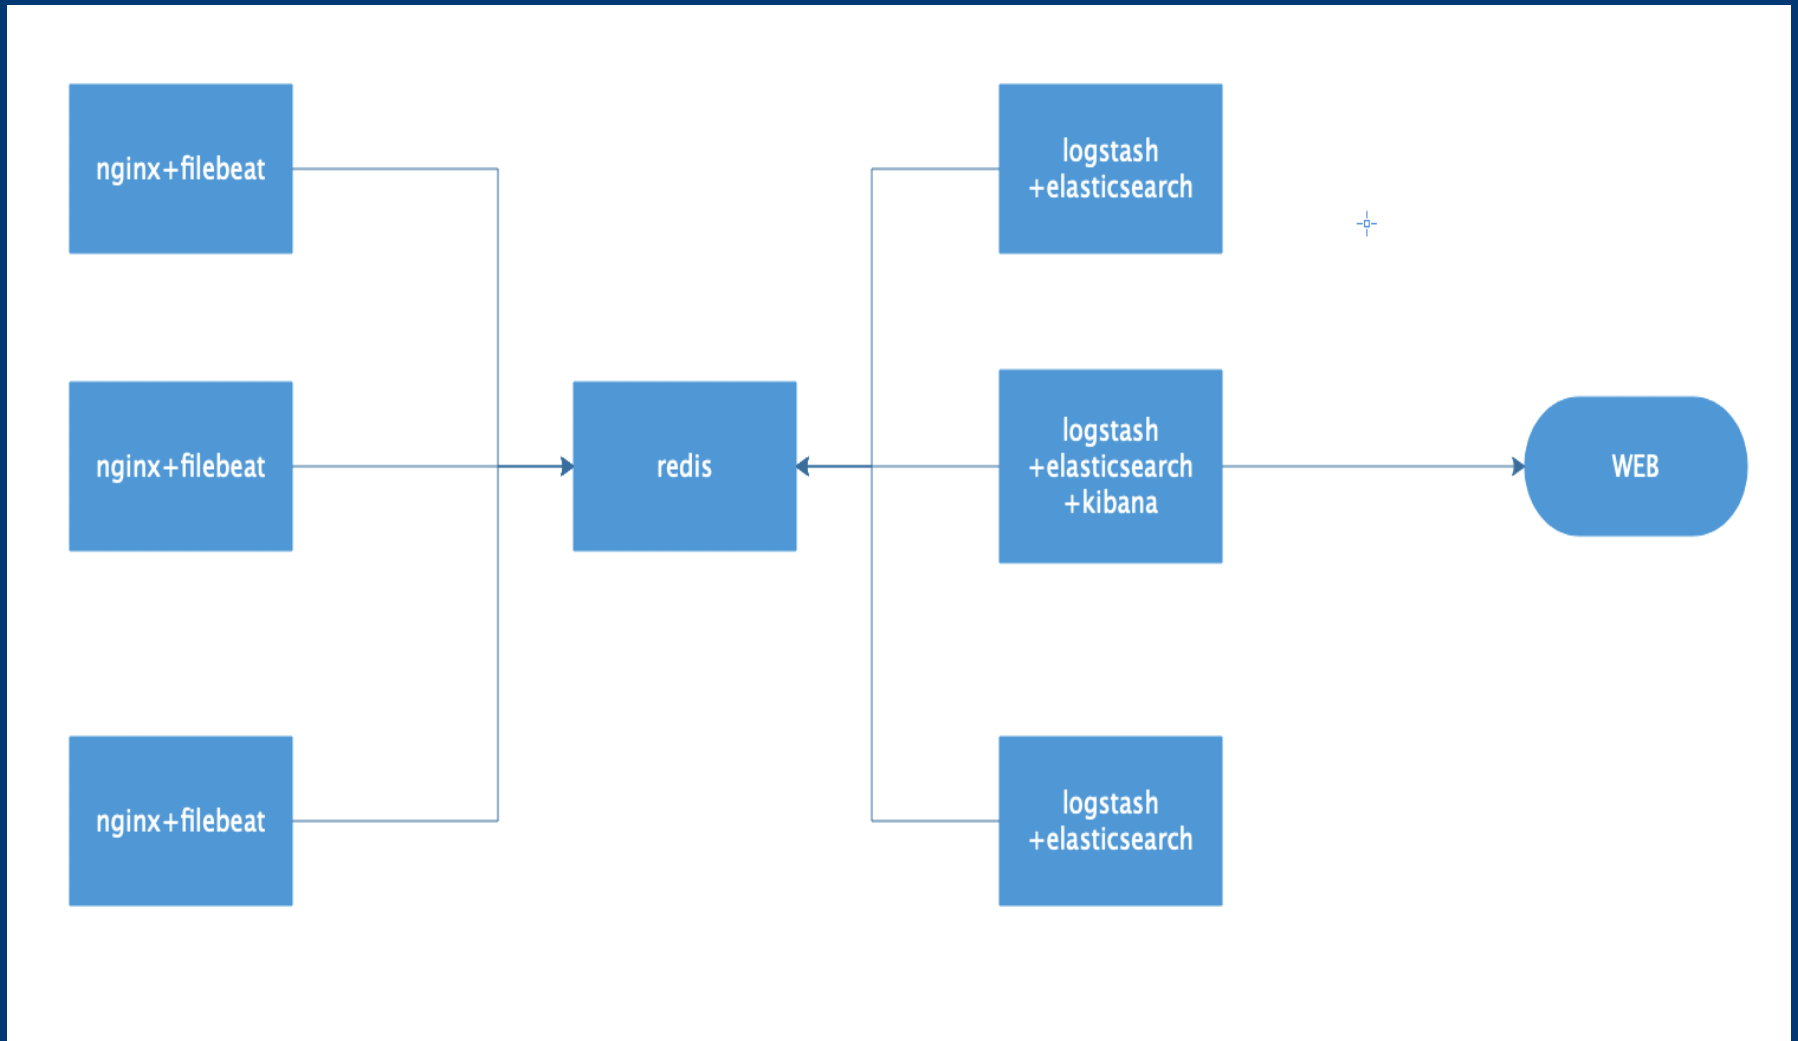 nginx+filebeat
logstash
+elasticsearch
nginx+filebeat
redis
logstash
+elasticsearch
+kibana
WEB
nginx+filebeat
logstash
+elasticsearch